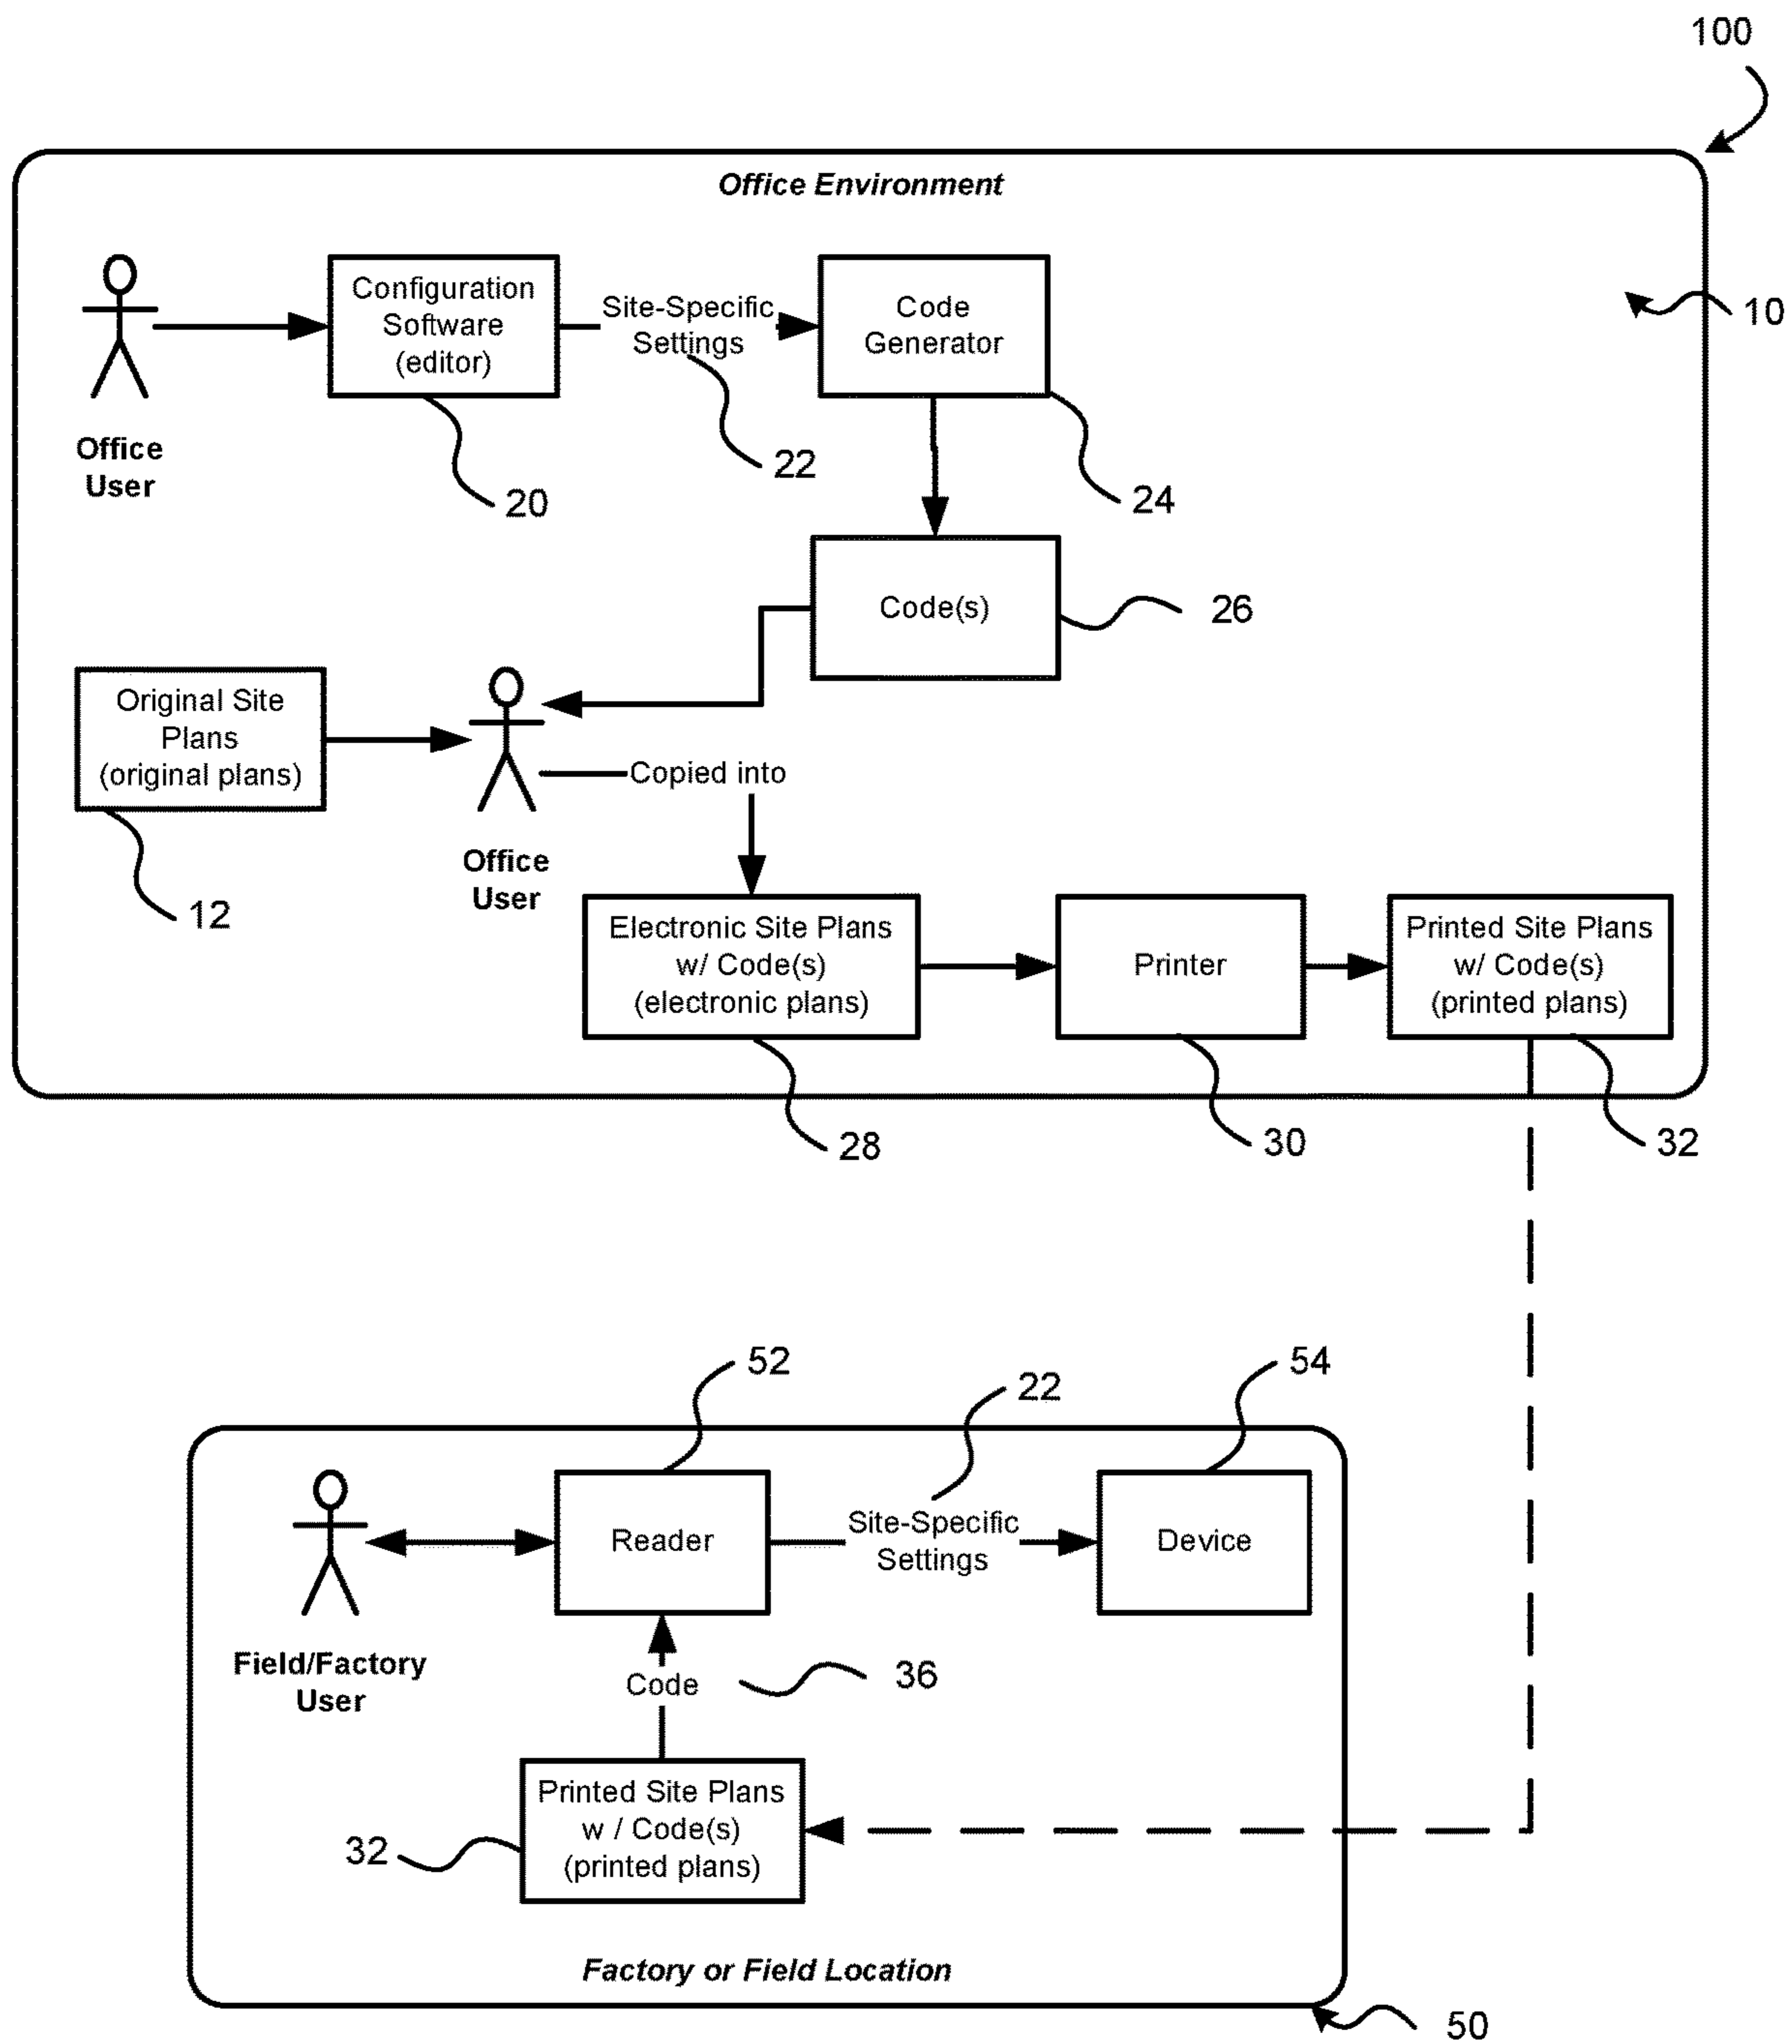 100
Office Environment
Configuration
Software
(editor)
Site-Specific
Settings
Code
Generator
10
Office
User
20
22
24
Code(s)
26
Original Site
Plans
(original plans)
Copied into
Office
User
12
Electronic Site Plans
w/ Code(s)
(electronic plans)
Printer
Printed Site Plans
w/ Code(s)
(printed plans)
28
30
32
52
22
54
Reader
Site-Specific
Settings
Device
Field/Factory
User
Code
36
Printed Site Plans
w / Code(s)
(printed plans)
32
Factory or Field Location
50